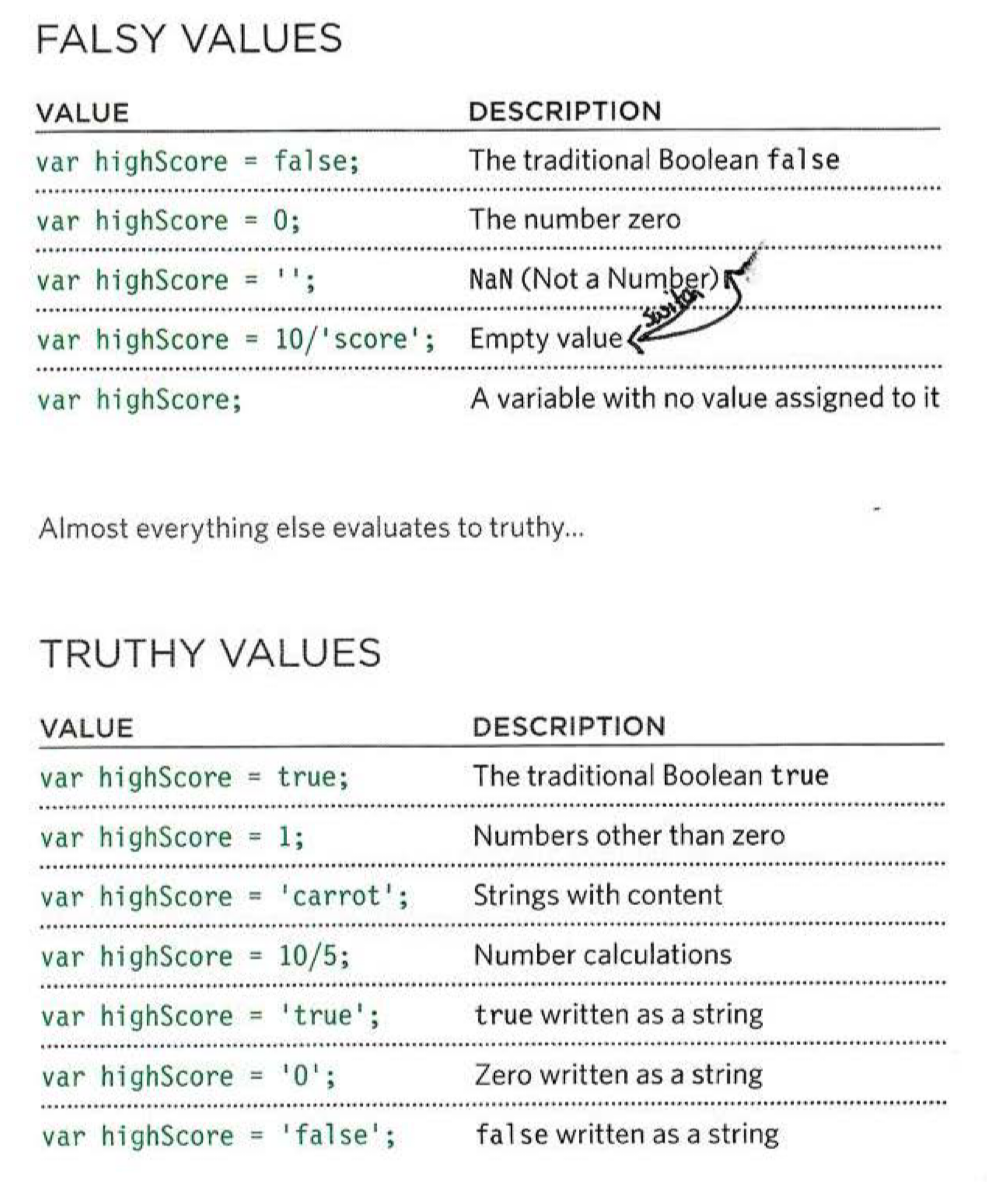 FALSY VALUES
VALUE DESCRIPTION
var highScore = false; The traditional Boolean false
var highScore = 0; The number zero
var highScore = ''; NaN (Not a Number)
switch
var highScore = 10/'score'; Empty value
var highScore; A variable with no value assigned to it
Almost everything else evaluates to truthy...
TRUTHY VALUES
VALUE DESCRIPTION
var highScore = true; The traditional Boolean true
var highScore = 1; Numbers other than zero
var highScore = 'carrot'; Strings with content
var highScore = 10/5; Number calculations
var highScore = 'true'; true written as a string
var highScore = '0'; Zero written as a string
var highScore = 'false'; false written as a string